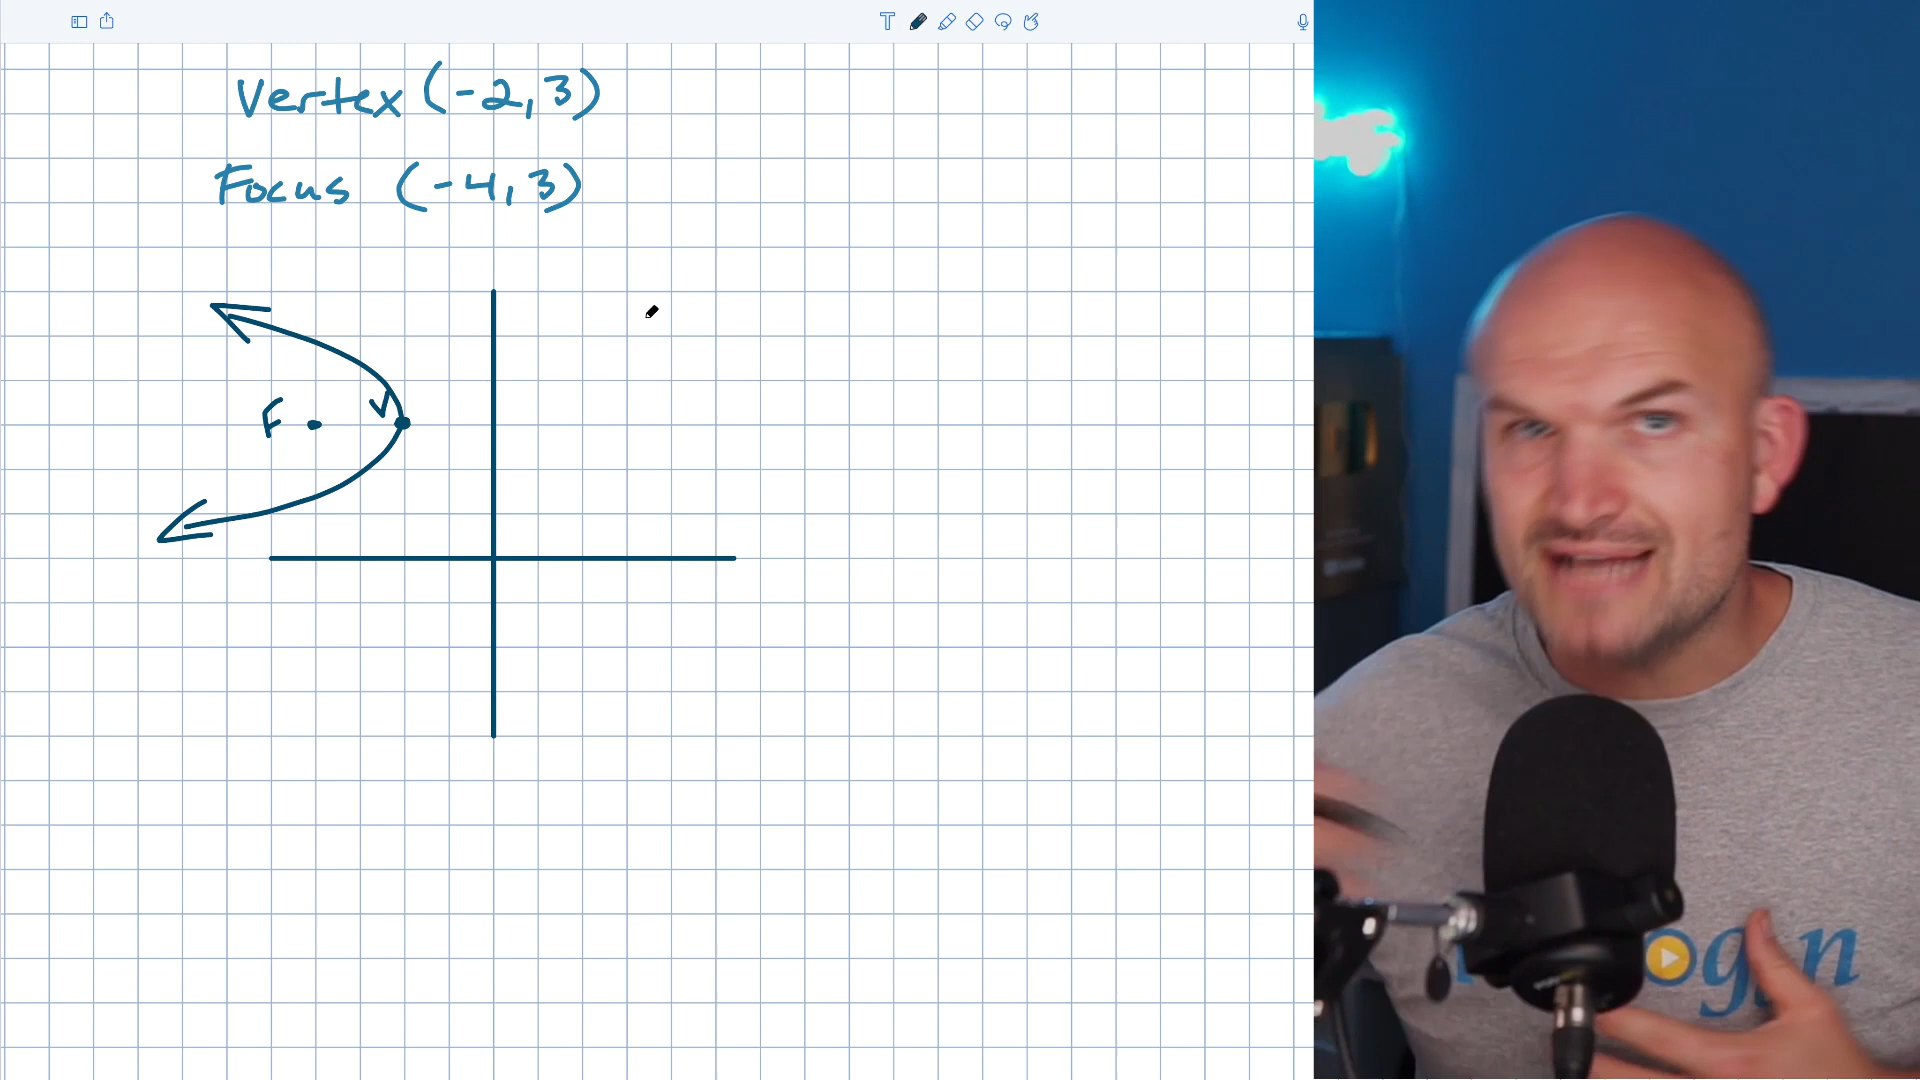 Vertex (-2, 3)
Focus (-4, 3)
F
V